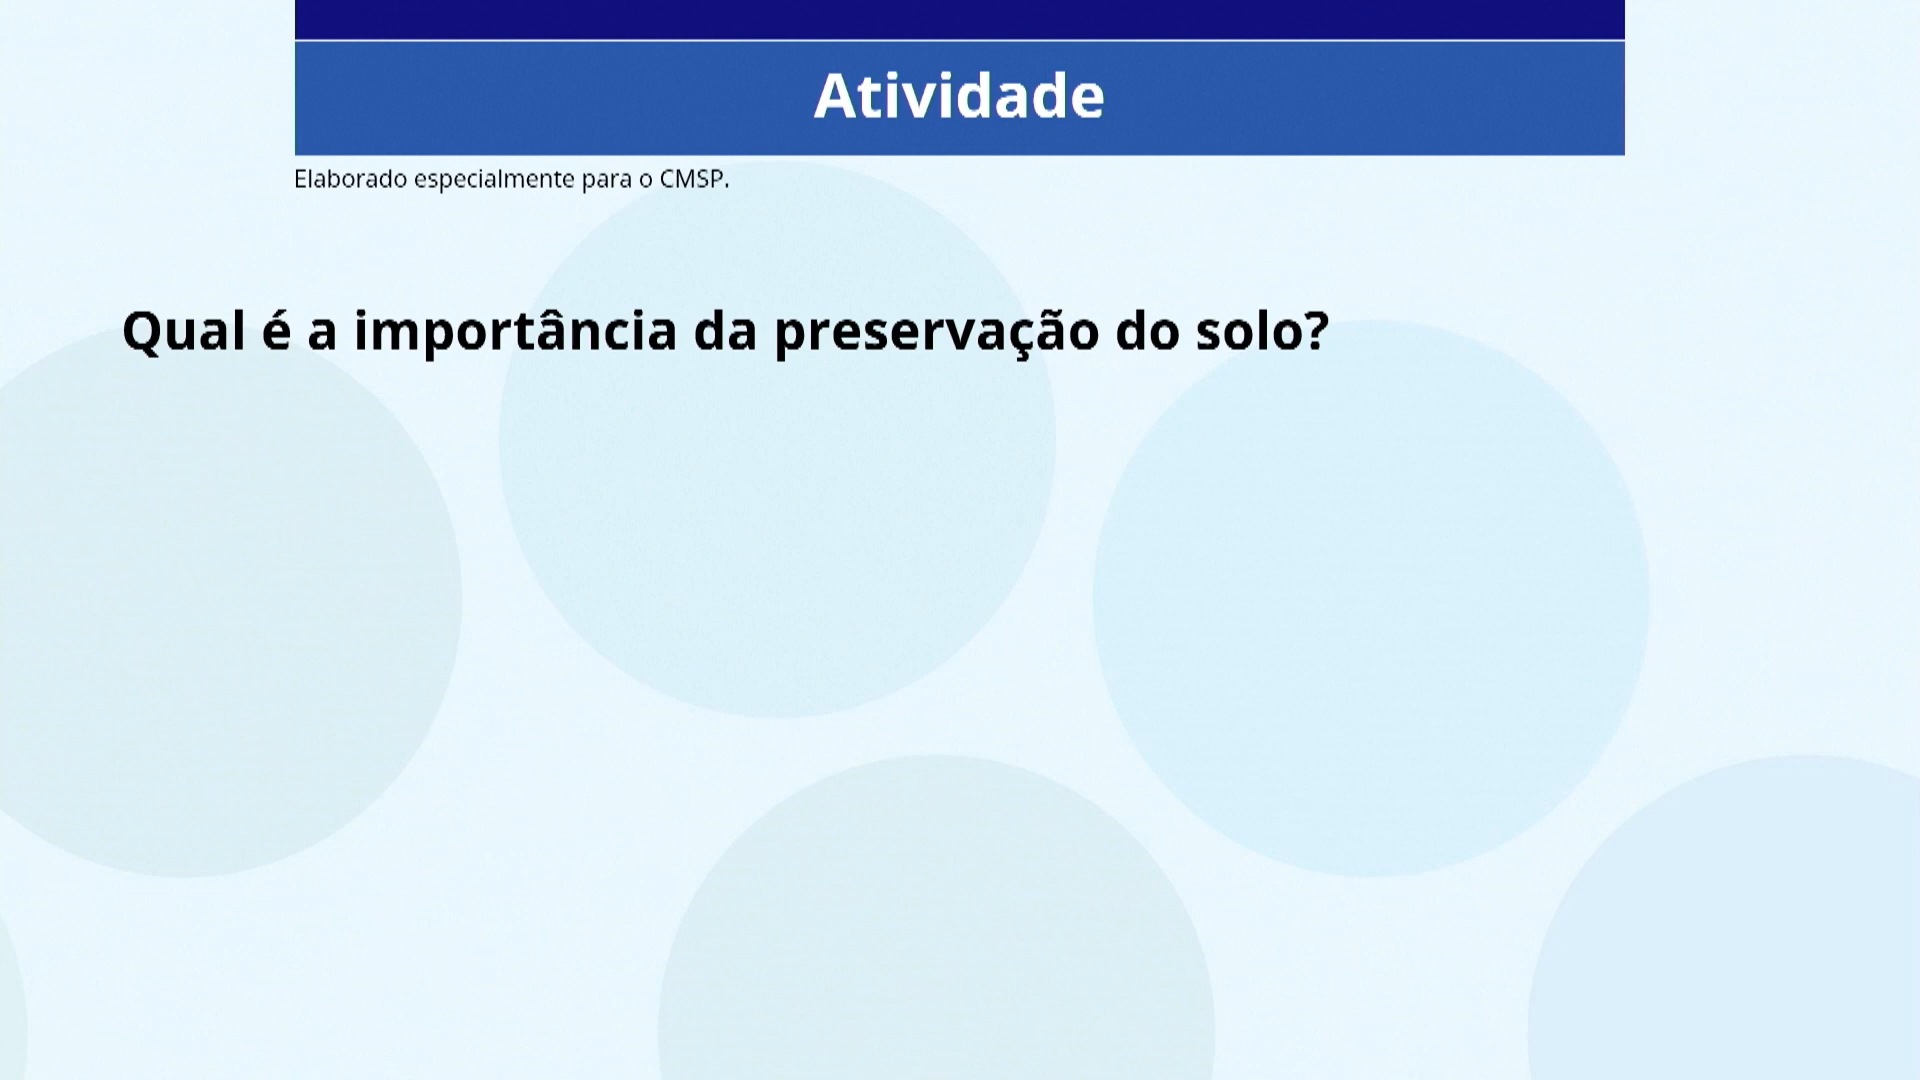 Atividade
Elaborado especialmente para o CMSP.
Qual é a importância da preservação do solo?